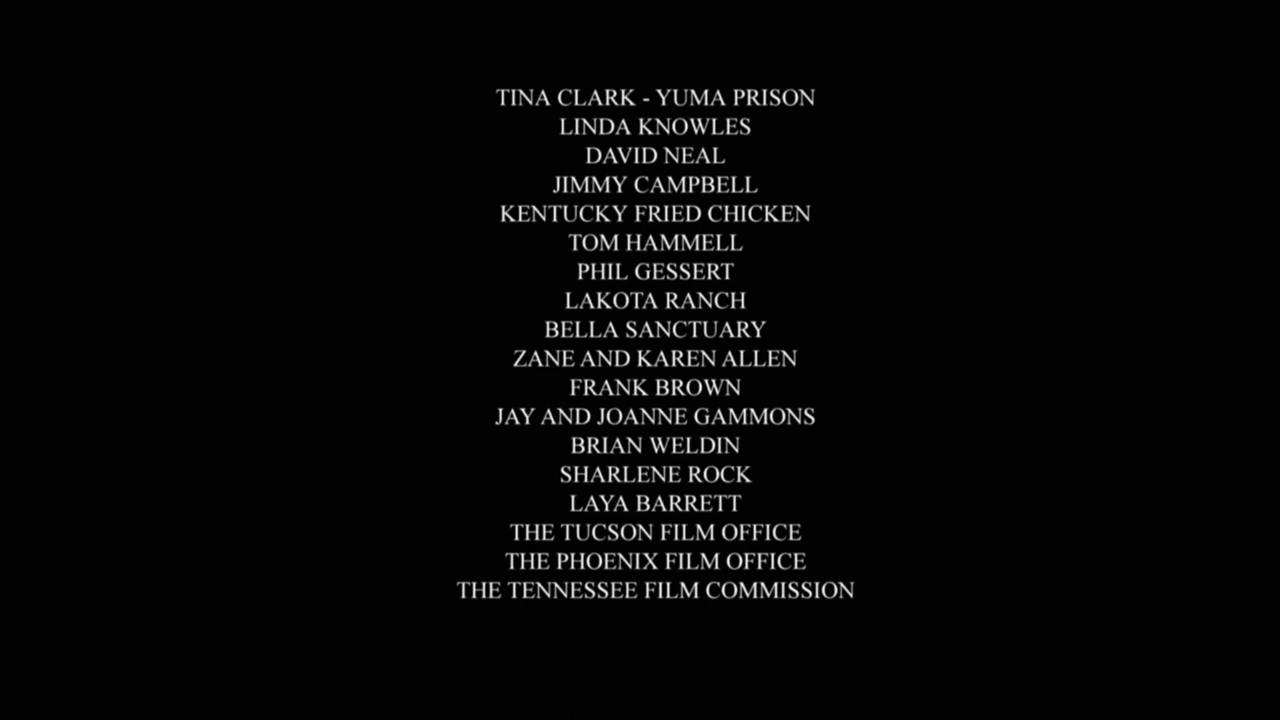 TINA CLARK - YUMA PRISON
LINDA KNOWLES
DAVID NEAL
JIMMY CAMPBELL
KENTUCKY FRIED CHICKEN
TOM HAMMELL
PHIL GESSERT
LAKOTA RANCH
BELLA SANCTUARY
ZANE AND KAREN ALLEN
FRANK BROWN
JAY AND JOANNE GAMMONS
BRIAN WELDIN
SHARLENE ROCK
LAYA BARRETT
THE TUCSON FILM OFFICE
THE PHOENIX FILM OFFICE
THE TENNESSEE FILM COMMISSION